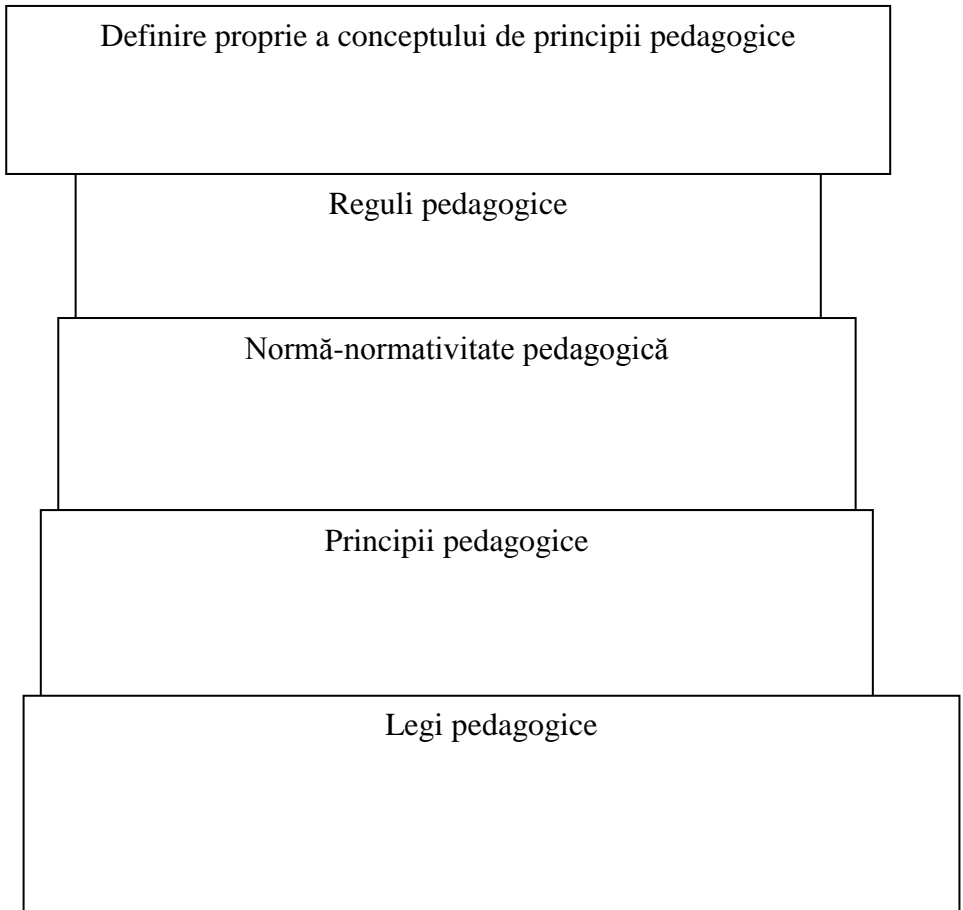 Definire proprie a conceptului de principii pedagogice
Reguli pedagogice
Normă-normativitate pedagogică
Principii pedagogice
Legi pedagogice